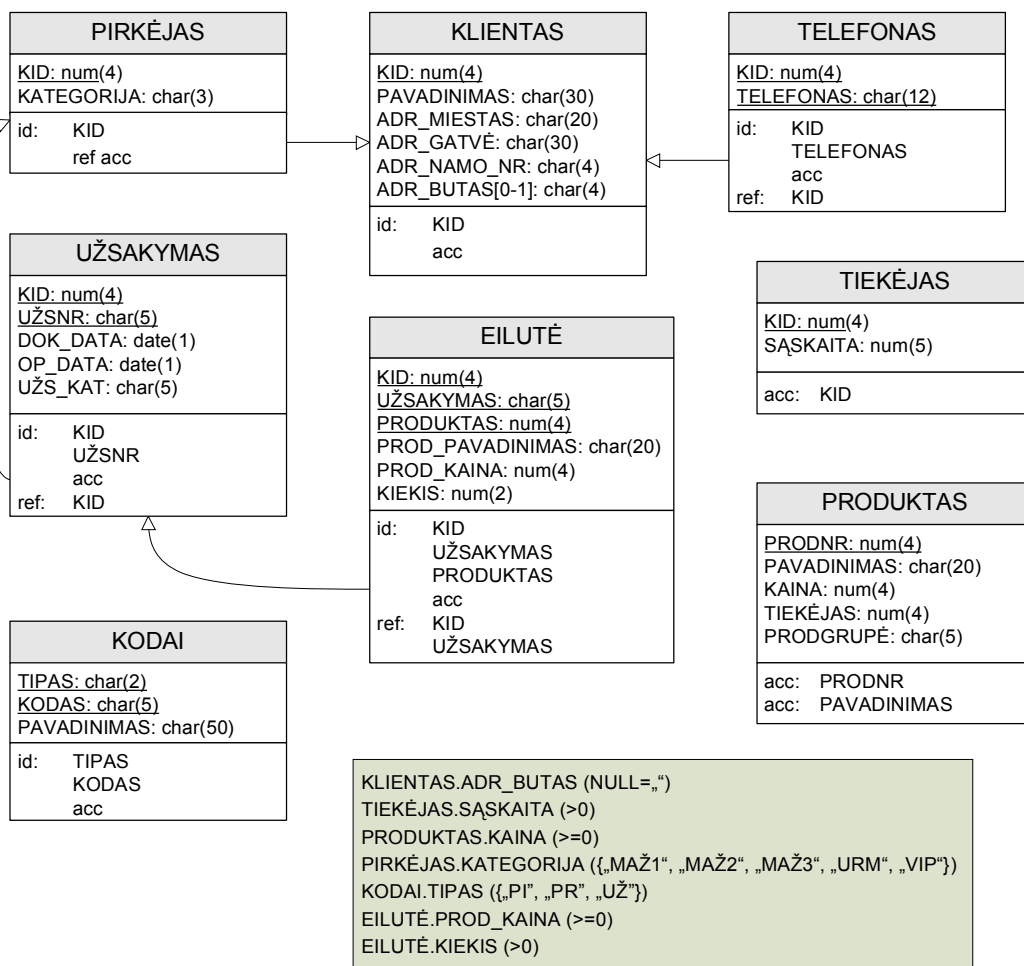 PIRKĖJAS
KID: num(4)
KATEGORIJA: char(3)
id: KID
ref acc
KLIENTAS
KID: num(4)
PAVADINIMAS: char(30)
ADR_MIESTAS: char(20)
ADR_GATVĖ: char(30)
ADR_NAMO_NR: char(4)
ADR_BUTAS[0-1]: char(4)
id: KID
acc
TELEFONAS
KID: num(4)
TELEFONAS: char(12)
id: KID
TELEFONAS
acc
ref: KID
UŽSAKYMAS
KID: num(4)
UŽSNR: char(5)
DOK_DATA: date(1)
OP_DATA: date(1)
UŽS_KAT: char(5)
id: KID
UŽSNR
acc
ref: KID
EILUTĖ
KID: num(4)
UŽSAKYMAS: char(5)
PRODUKTAS: num(4)
PROD_PAVADINIMAS: char(20)
PROD_KAINA: num(4)
KIEKIS: num(2)
id: KID
UŽSAKYMAS
PRODUKTAS
acc
ref: KID
UŽSAKYMAS
TIEKĖJAS
KID: num(4)
SĄSKAITA: num(5)
acc: KID
PRODUKTAS
PRODNR: num(4)
PAVADINIMAS: char(20)
KAINA: num(4)
TIEKĖJAS: num(4)
PRODGRUPĖ: char(5)
acc: PRODNR
acc: PAVADINIMAS
KODAI
TIPAS: char(2)
KODAS: char(5)
PAVADINIMAS: char(50)
id: TIPAS
KODAS
acc
KLIENTAS.ADR_BUTAS (NULL=„“)
TIEKĖJAS.SĄSKAITA (>0)
PRODUKTAS.KAINA (>=0)
PIRKĖJAS.KATEGORIJA ({„MAŽ1“, „MAŽ2“, „MAŽ3“, „URM“, „VIP“})
KODAI.TIPAS ({„PI”, „PR”, „UŽ”})
EILUTĖ.PROD_KAINA (>=0)
EILUTĖ.KIEKIS (>0)